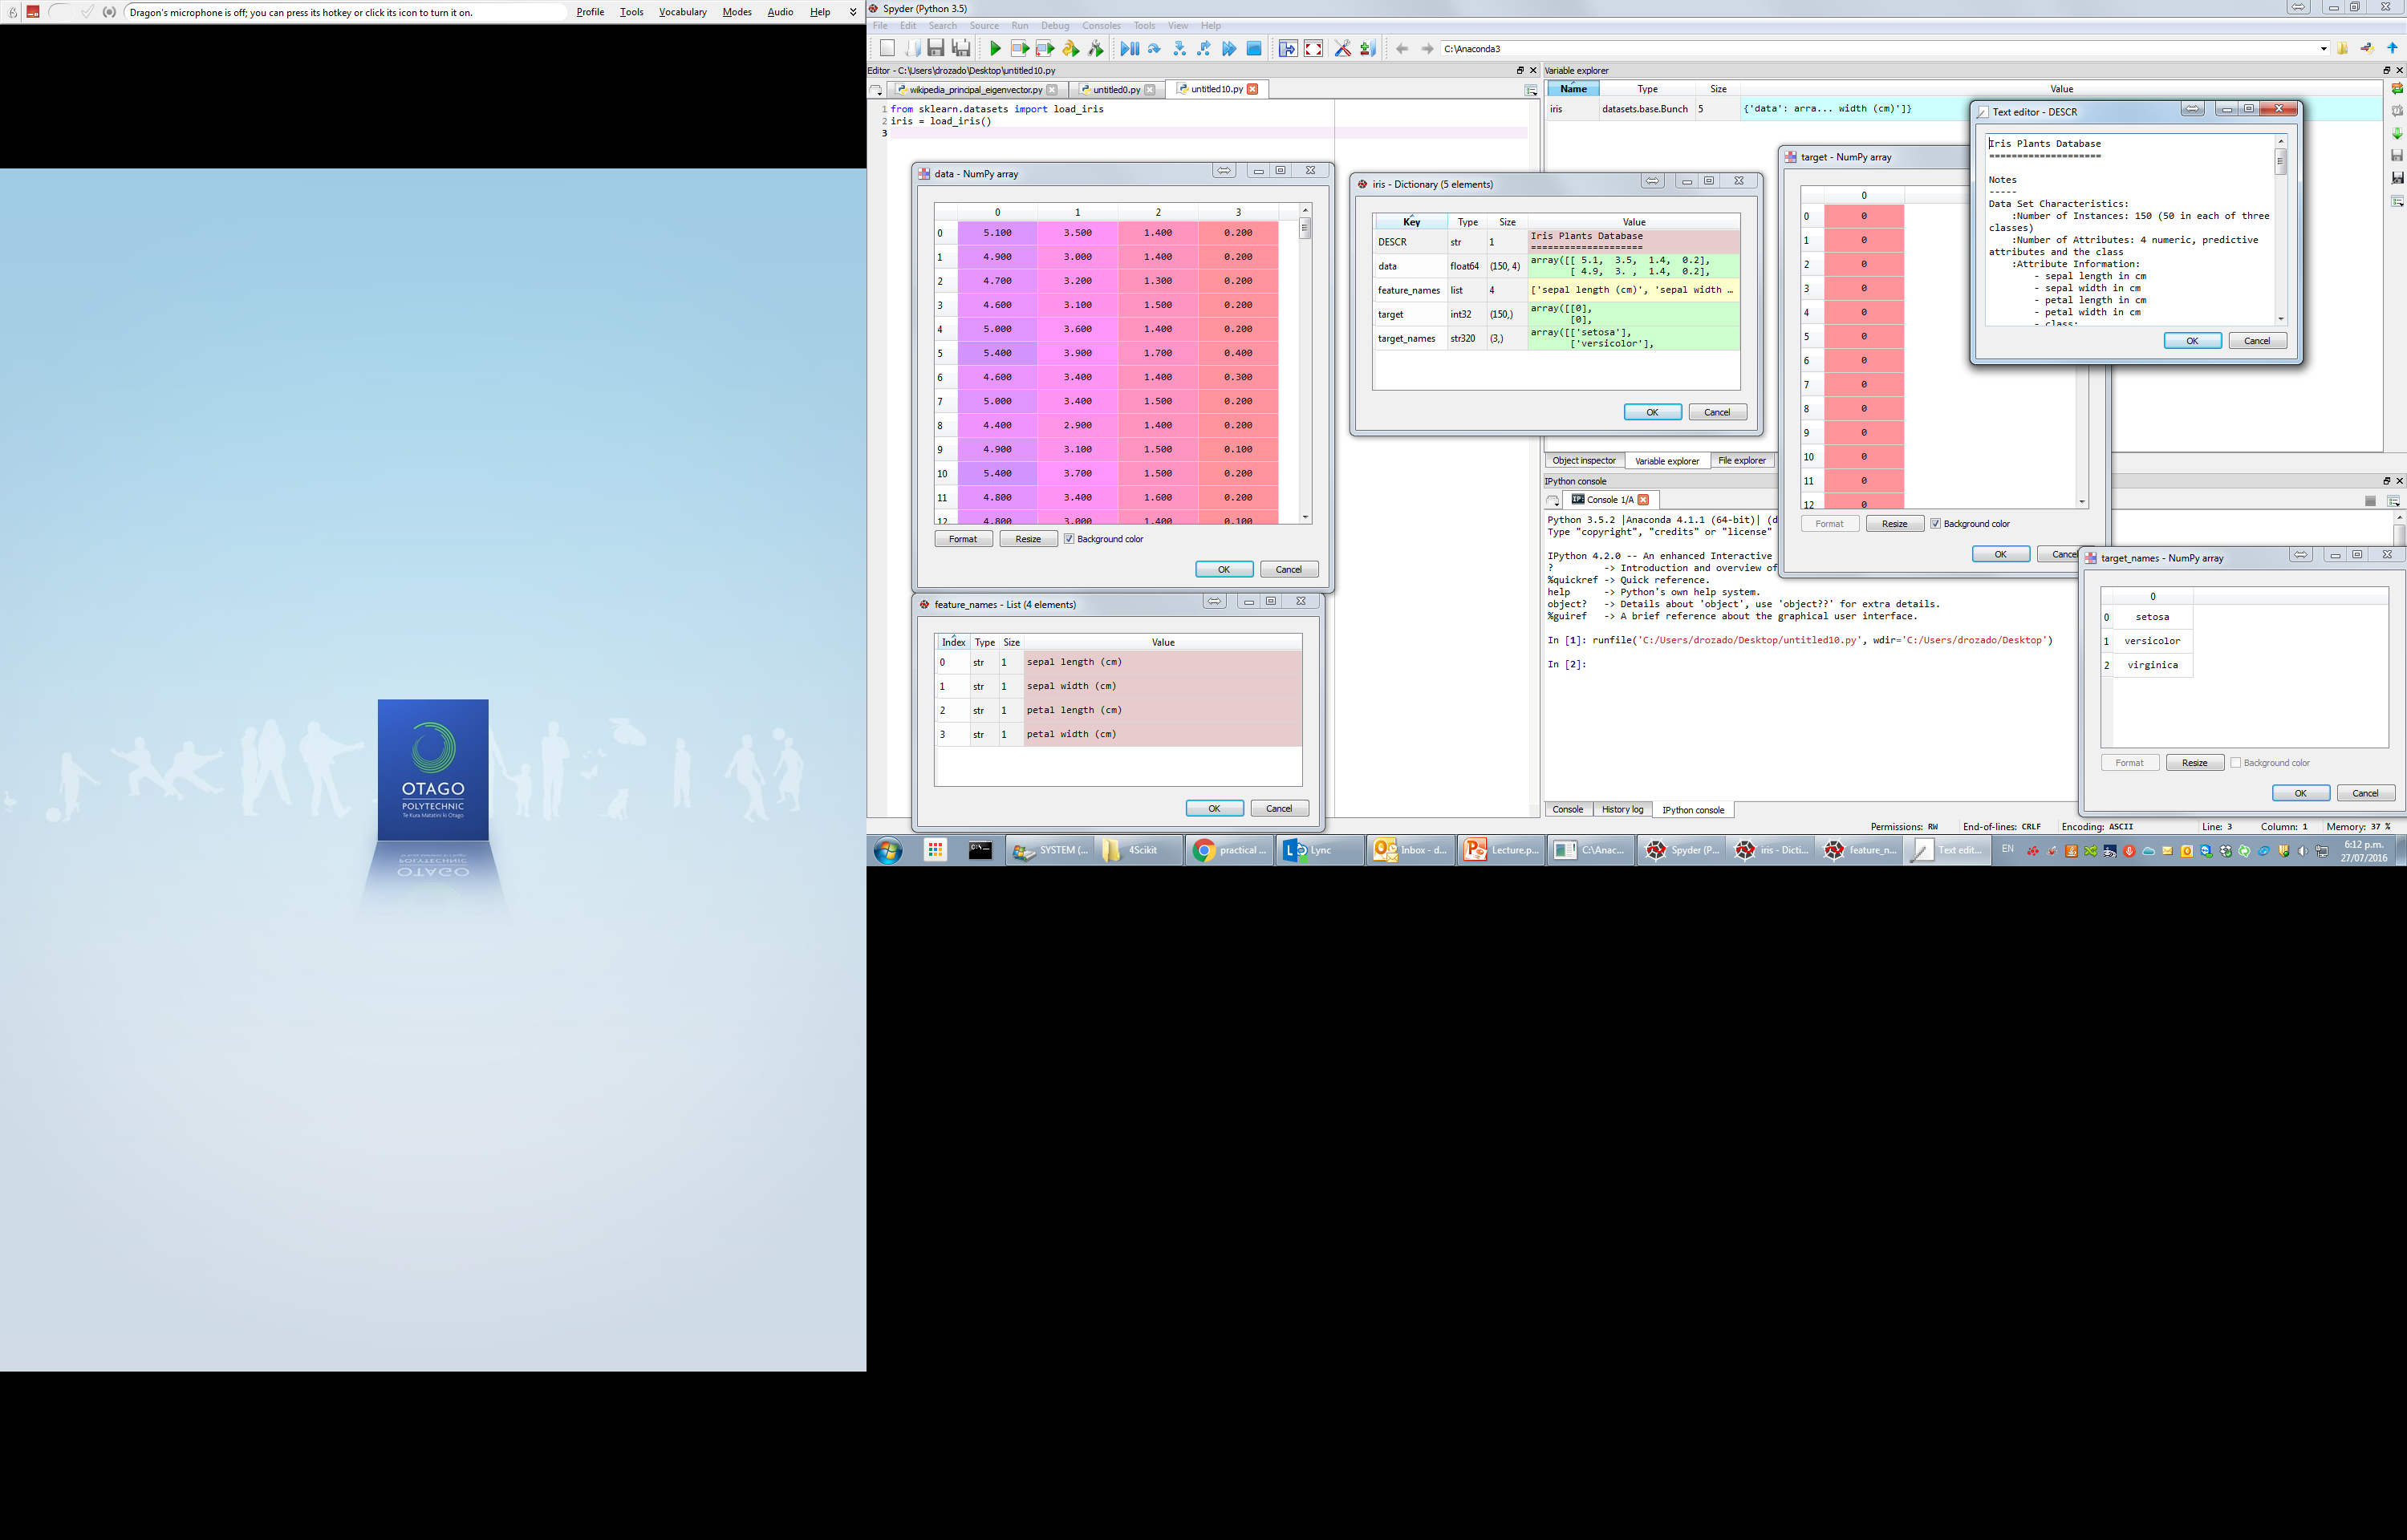 Dragon's microphone is off; you can press its hotkey or click its icon to turn it on.
Profile Tools Vocabulary Modes Audio Help
OTAGO
POLYTECHNIC
Te Kura Matatini ki Otago
Spyder (Python 3.5)
File Edit Search Source Run Debug Consoles Tools View Help
C:\Anaconda3
Editor - C:\Users\drozado\Desktop\untitled10.py
wikipedia_principal_eigenvector.py untitled0.py untitled10.py
1 from sklearn.datasets import load_iris
2 iris = load_iris()
3
data - NumPy array
0 1 2 3
0 5.100 3.500 1.400 0.200
1 4.900 3.000 1.400 0.200
2 4.700 3.200 1.300 0.200
3 4.600 3.100 1.500 0.200
4 5.000 3.600 1.400 0.200
5 5.400 3.900 1.700 0.400
6 4.600 3.400 1.400 0.300
7 5.000 3.400 1.500 0.200
8 4.400 2.900 1.400 0.200
9 4.900 3.100 1.500 0.100
10 5.400 3.700 1.500 0.200
11 4.800 3.400 1.600 0.200
12 4.800 3.000 1.400 0.100
Format Resize Background color
OK Cancel
feature_names - List (4 elements)
Index Type Size Value
0 str 1 sepal length (cm)
1 str 1 sepal width (cm)
2 str 1 petal length (cm)
3 str 1 petal width (cm)
OK Cancel
iris - Dictionary (5 elements)
Key Type Size Value
DESCR str 1 Iris Plants Database
====================
data float64 (150, 4) array([[ 5.1, 3.5, 1.4, 0.2],
[ 4.9, 3. , 1.4, 0.2],
feature_names list 4 ['sepal length (cm)', 'sepal width ...
target int32 (150,) array([[0],
[0],
target_names str320 (3,) array([['setosa'],
['versicolor'],
OK Cancel
Variable explorer
Name Type Size Value
iris datasets.base.Bunch 5 {'data': arra... width (cm)']}
target - NumPy array
0
0 0
1 0
2 0
3 0
4 0
5 0
6 0
7 0
8 0
9 0
10 0
11 0
12 0
Format Resize Background color
OK Cancel
Text editor - DESCR
Iris Plants Database
====================
Notes
-----
Data Set Characteristics:
:Number of Instances: 150 (50 in each of three
classes)
:Number of Attributes: 4 numeric, predictive
attributes and the class
:Attribute Information:
- sepal length in cm
- sepal width in cm
- petal length in cm
- petal width in cm
- class:
OK Cancel
Object inspector Variable explorer File explorer
IPython console
Console 1/A
Python 3.5.2 |Anaconda 4.1.1 (64-bit)| (d
Type "copyright", "credits" or "license"
IPython 4.2.0 -- An enhanced Interactive
? -> Introduction and overview of
%quickref -> Quick reference.
help -> Python's own help system.
object? -> Details about 'object', use 'object??' for extra details.
%guiref -> A brief reference about the graphical user interface.
In [1]: runfile('C:/Users/drozado/Desktop/untitled10.py', wdir='C:/Users/drozado/Desktop')
In [2]:
target_names - NumPy array
0
0 setosa
1 versicolor
2 virginica
Format Resize Background color
OK Cancel
Console History log IPython console
Permissions: RW End-of-lines: CRLF Encoding: ASCII Line: 3 Column: 1 Memory: 37 %
SYSTEM (... 4Scikit practical ... Lync Inbox - d... Lecture.p... C:\Anac... Spyder (P... iris - Dicti... feature_n... Text edit... EN
6:12 p.m.
27/07/2016